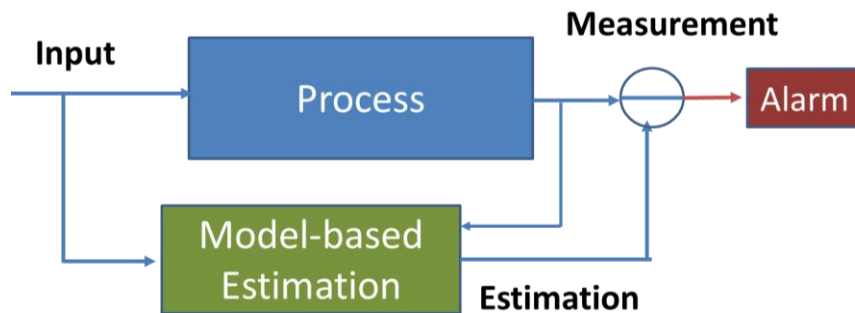 Measurement
Input
Process
Alarm
Model-based
Estimation
Estimation